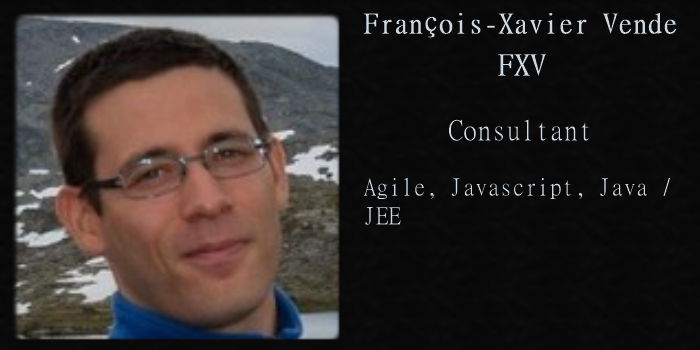 François-Xavier Vende
FXV
Consultant
Agile, Javascript, Java /
JEE